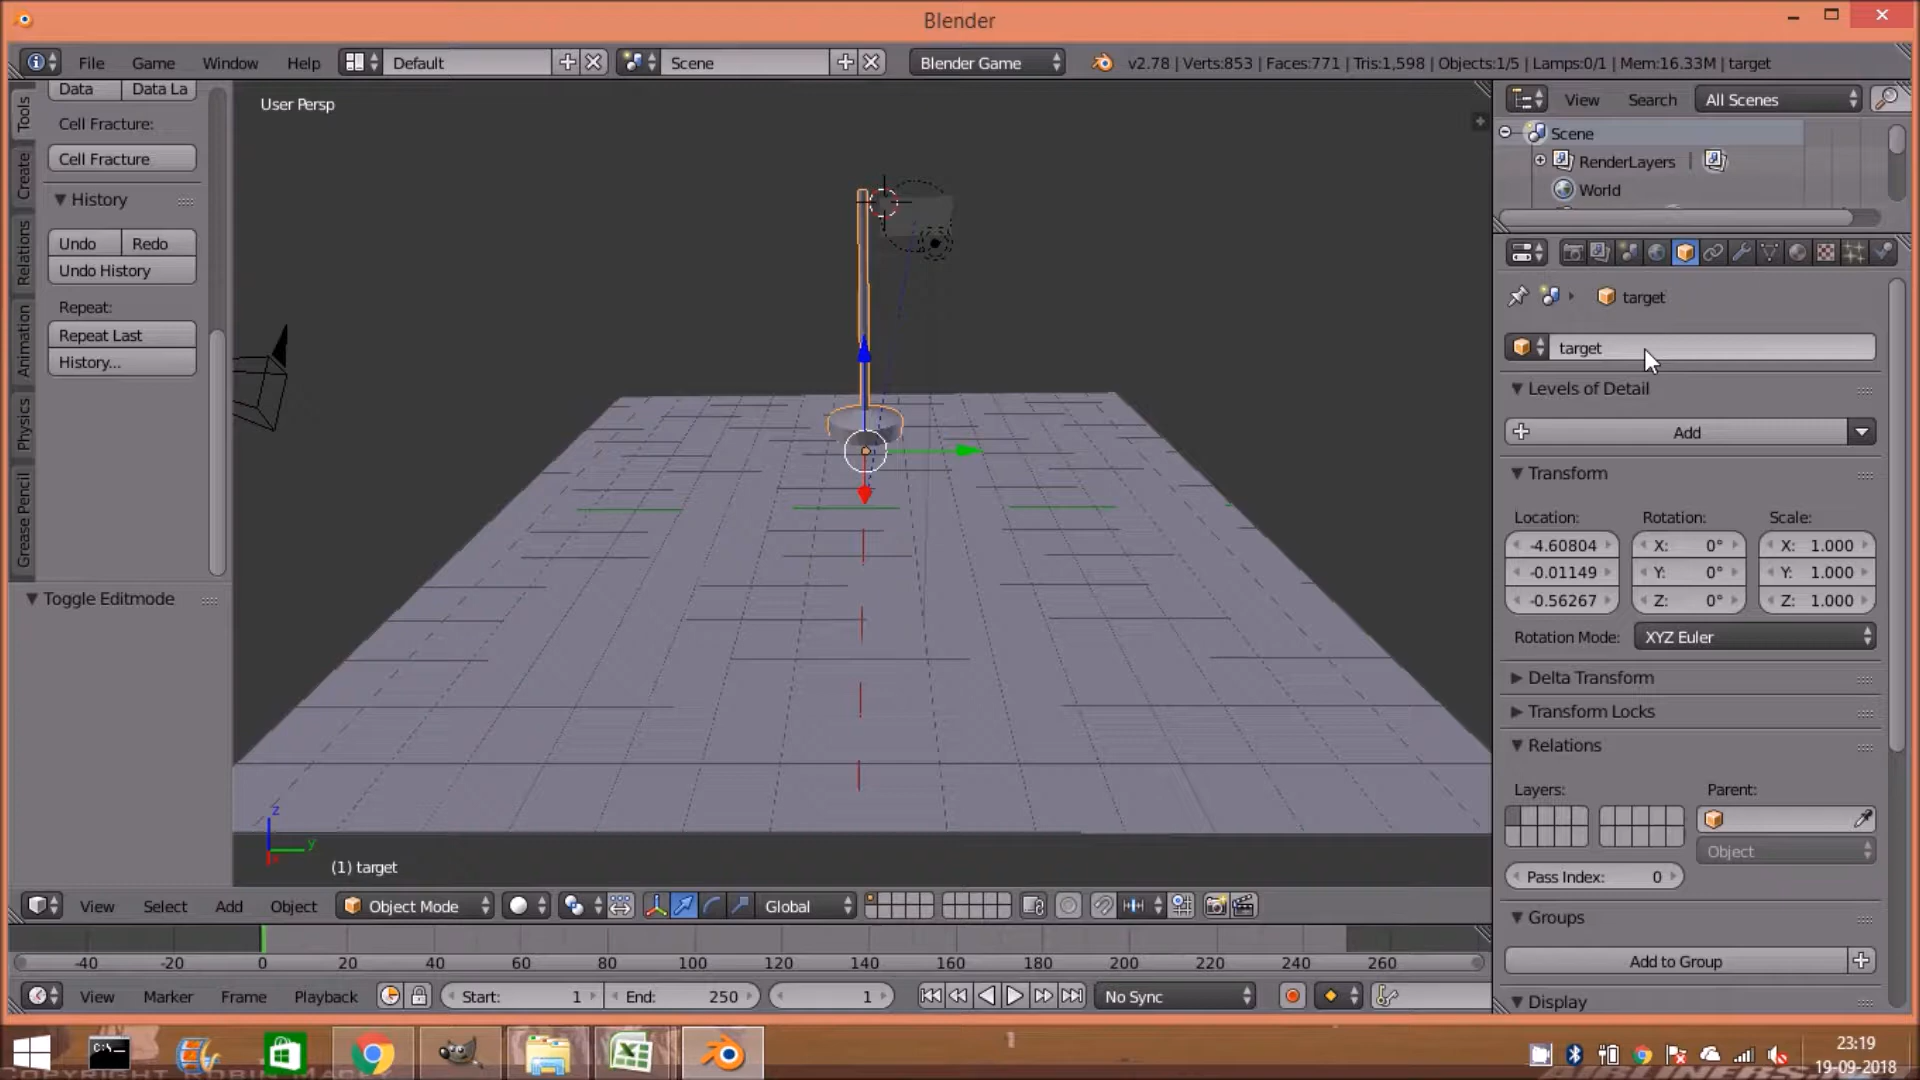 Blender
File Game Window Help Default Scene Blender Game v2.78 | Verts:853 | Faces:771 | Tris:1,598 | Objects:1/5 | Lamps:0/1 | Mem:16.33M | target
Tools
Create
Relations
Animation
Physics
Grease Pencil
Data Data La
Cell Fracture:
Cell Fracture
History
Undo Redo
Undo History
Repeat:
Repeat Last
History...
Toggle Editmode
User Persp
z
y
(1) target
View Search All Scenes
Scene
RenderLayers
World
target
target
Levels of Detail
Add
Transform
Location: Rotation: Scale:
-4.60804 X: 0° X: 1.000
-0.01149 Y: 0° Y: 1.000
-0.56267 Z: 0° Z: 1.000
Rotation Mode: XYZ Euler
Delta Transform
Transform Locks
Relations
Layers: Parent:
Object
Pass Index: 0
Groups
Add to Group
Display
View Select Add Object Object Mode Global
-40 -20 0 20 40 60 80 100 120 140 160 180 200 220 240 260
View Marker Frame Playback Start: 1 End: 250 1 No Sync
23:19
19-09-2018